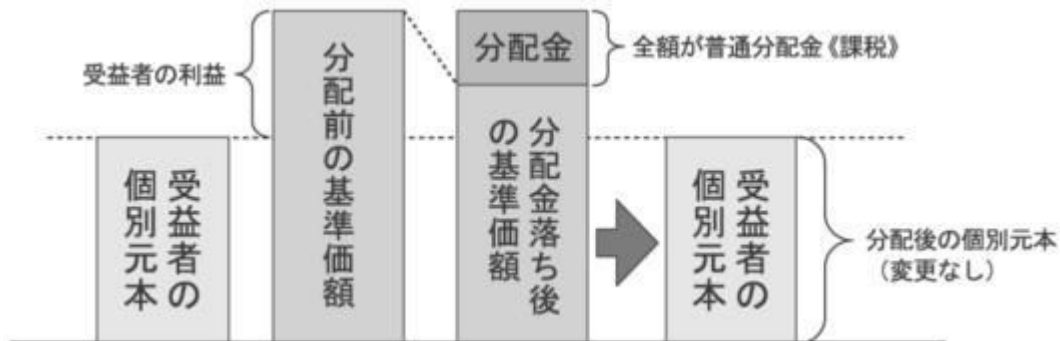 受益者の利益
受益者の
個別元本
分配前の基準価額
分配金
全額が普通分配金《課税》
分配金落ち後
の基準価額
受益者の
個別元本
分配後の個別元本
（変更なし）